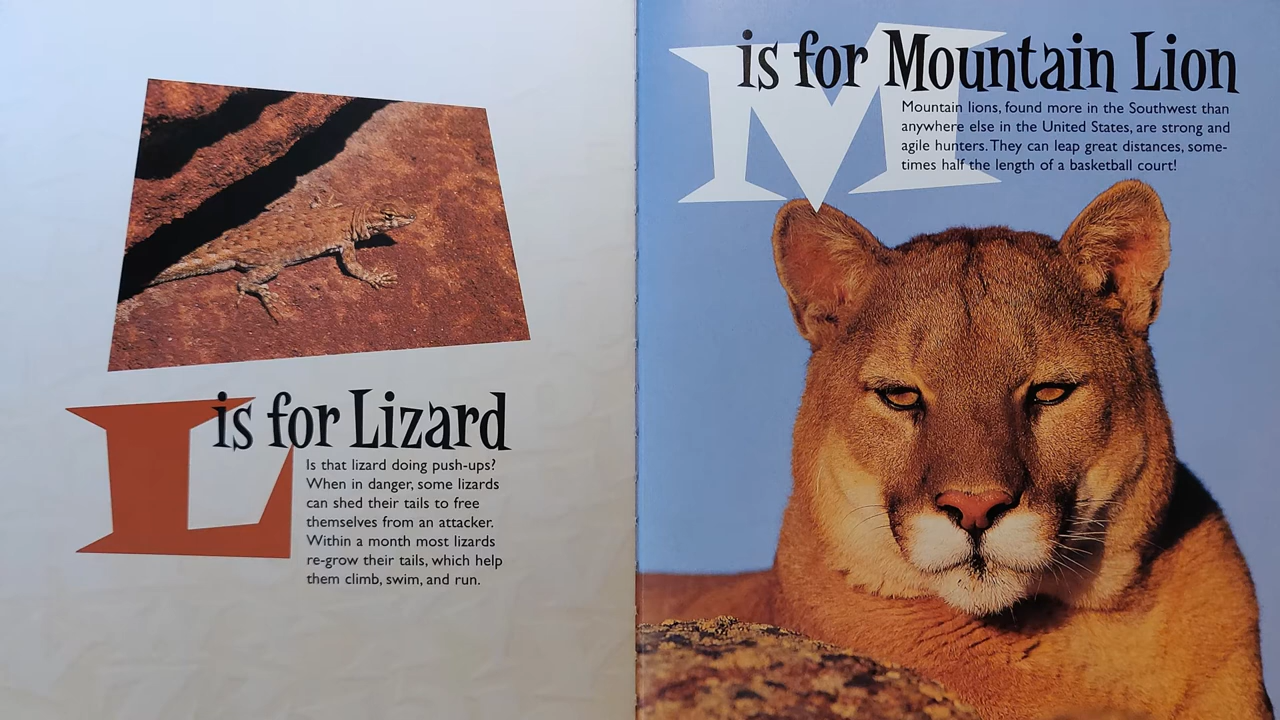 L is for Lizard
Is that lizard doing push-ups?
When in danger, some lizards
can shed their tails to free
themselves from an attacker.
Within a month most lizards
re-grow their tails, which help
them climb, swim, and run.
M is for Mountain Lion
Mountain lions, found more in the Southwest than
anywhere else in the United States, are strong and
agile hunters. They can leap great distances, some-
times half the length of a basketball court!